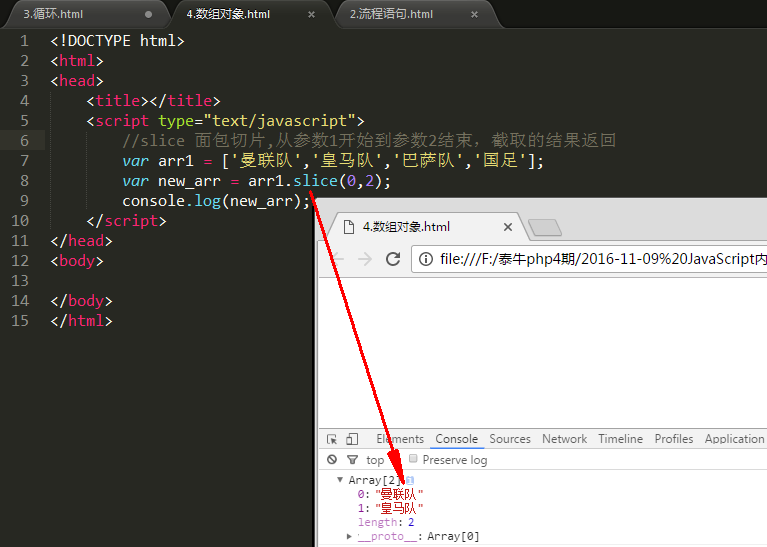 3.循环.html
4.数组对象.html
2.流程语句.html
1 <!DOCTYPE html>
2 <html>
3 <head>
4 <title></title>
5 <script type="text/javascript">
6 //slice 面包切片,从参数1开始到参数2结束，截取的结果返回
7 var arr1 = ['曼联队','皇马队','巴萨队','国足'];
8 var new_arr = arr1.slice(0,2);
9 console.log(new_arr);
10 </script>
11 </head>
12 <body>
13
14 </body>
15 </html>
4.数组对象.html
file:///F:/泰牛php4期/2016-11-09%20JavaScript内
Elements Console Sources Network Timeline Profiles Application
top Preserve log
Array[2]
0: "曼联队"
1: "皇马队"
length: 2
__proto__: Array[0]